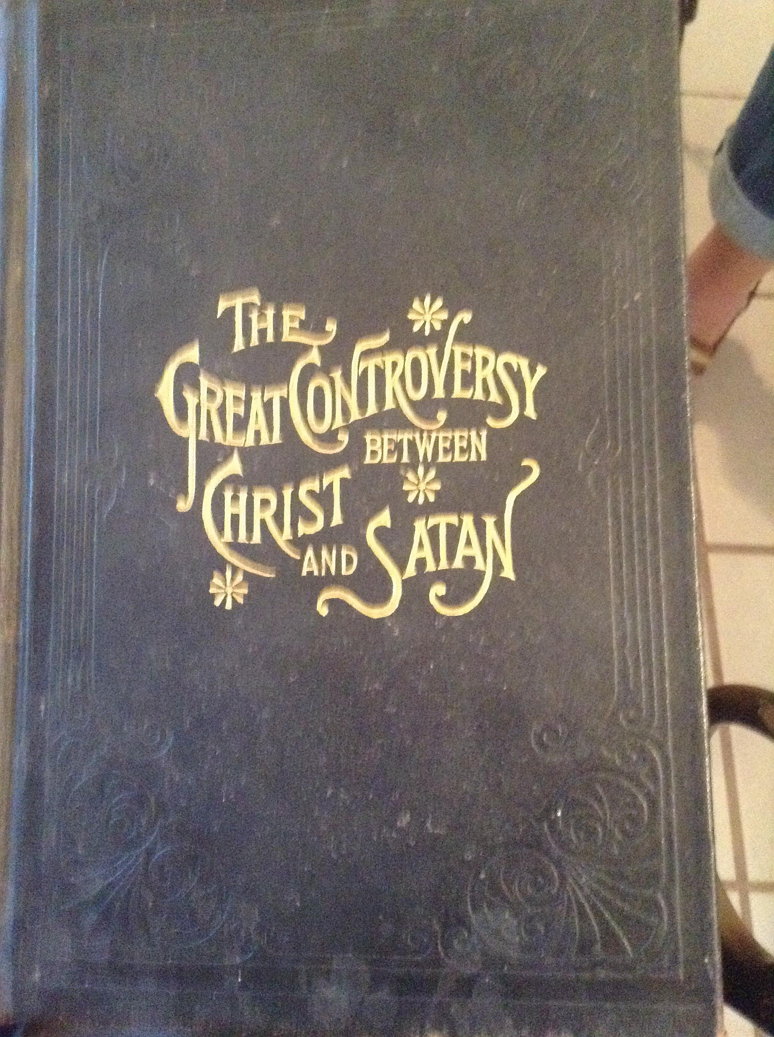 THE
GREAT CONTROVERSY
BETWEEN
CHRIST
AND SATAN